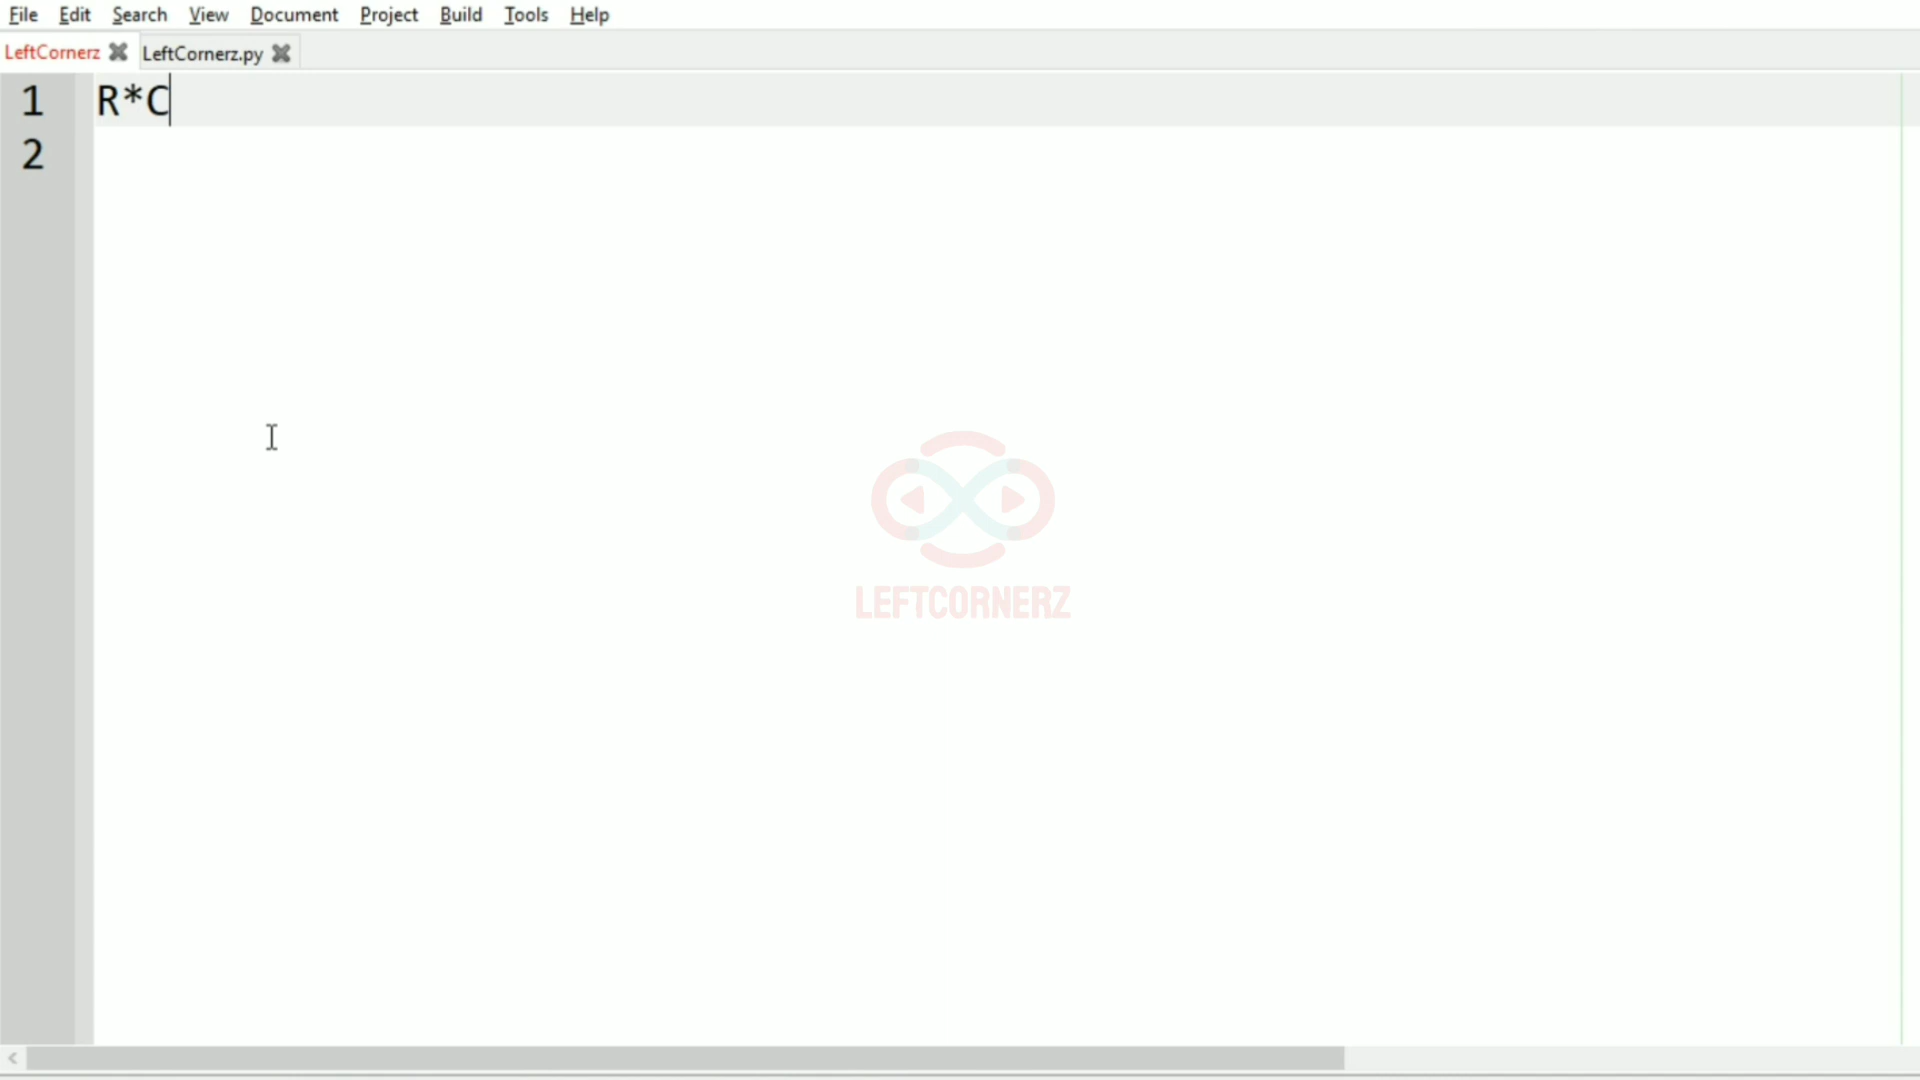 File Edit Search View Document Project Build Tools Help
LeftCornerz LeftCornerz.py
1 R*C
2
LEFTCORNERZ